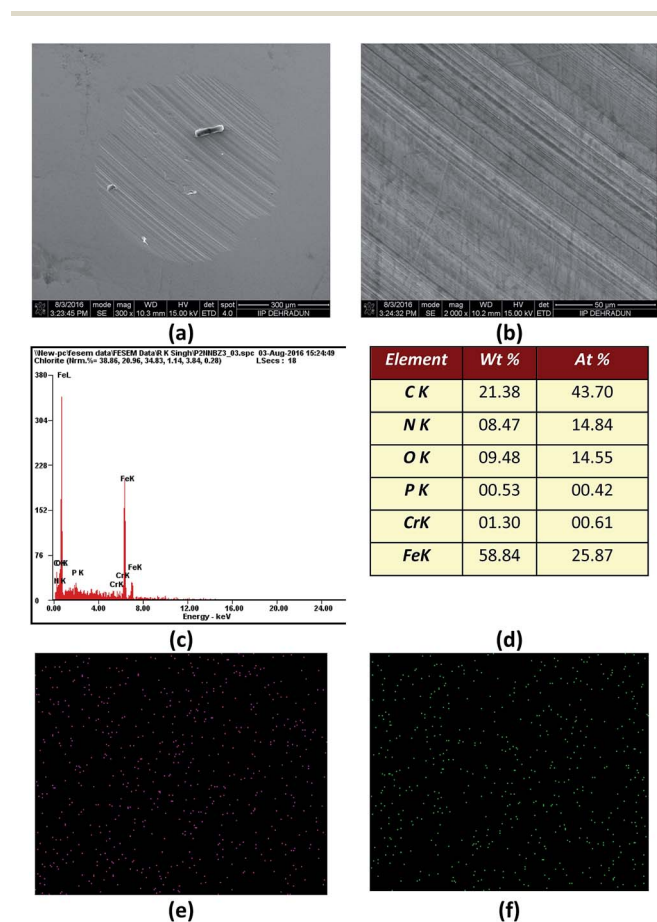 8/3/2016 mode mag WD HV det spot 300 µm
3:23:45 PM SE 300 x 10.3 mm 15.00 kV ETD 4.0 IIP DEHRADUN
(a)
8/3/2016 mode mag WD HV det 50 µm
3:24:32 PM SE 2 000 x 10.2 mm 15.00 kV ETD IIP DEHRADUN
(b)
\\New-pc\fesem data\FESEM Data\R K Singh\P2NNBZ3_03.spc 03-Aug-2016 15:24:49
Chlorite (Nrm.%= 38.86, 20.96, 34.83, 1.14, 3.84, 0.28) LSecs : 18
380
FeL
304
228
FeK
152
76
N K
P K
CrK
CrK
FeK
0
0.00 4.00 8.00 12.00 16.00 20.00 24.00
Energy - keV
(c)
Element Wt % At %
C K 21.38 43.70
N K 08.47 14.84
O K 09.48 14.55
P K 00.53 00.42
CrK 01.30 00.61
FeK 58.84 25.87
(d)
(e)
(f)